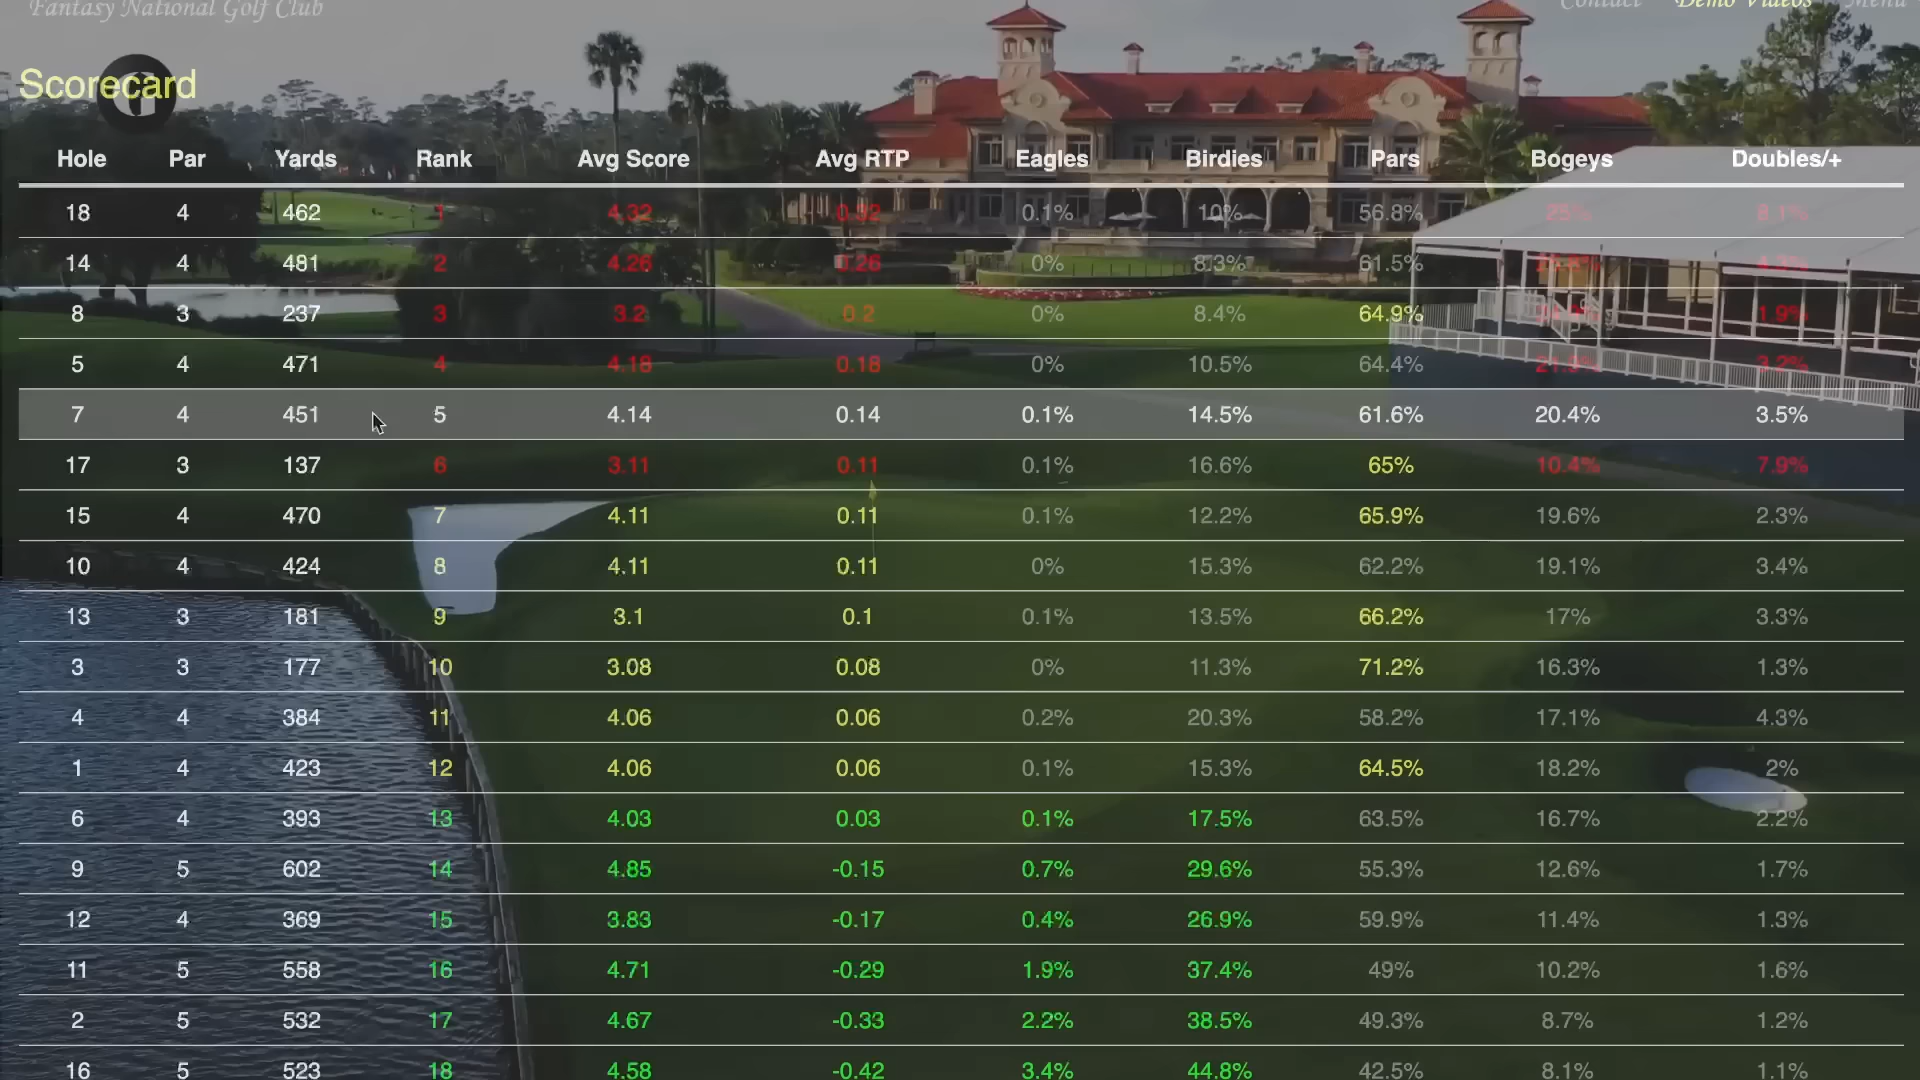 Fantasy National Golf Club Contact Demo Videos Menu
Scorecard
Hole Par Yards Rank Avg Score Avg RTP Eagles Birdies Pars Bogeys Doubles/+
18 4 462 1 4.32 0.32 0.1% 10% 56.8% 25% 8.1%
14 4 481 2 4.26 0.26 0% 8.3% 61.5% 4.3%
8 3 237 3 3.2 0.2 0% 8.4% 64.9% 1.9%
5 4 471 4 4.18 0.18 0% 10.5% 64.4% 21.9% 3.2%
7 4 451 5 4.14 0.14 0.1% 14.5% 61.6% 20.4% 3.5%
17 3 137 6 3.11 0.11 0.1% 16.6% 65% 10.4% 7.9%
15 4 470 7 4.11 0.11 0.1% 12.2% 65.9% 19.6% 2.3%
10 4 424 8 4.11 0.11 0% 15.3% 62.2% 19.1% 3.4%
13 3 181 9 3.1 0.1 0.1% 13.5% 66.2% 17% 3.3%
3 3 177 10 3.08 0.08 0% 11.3% 71.2% 16.3% 1.3%
4 4 384 11 4.06 0.06 0.2% 20.3% 58.2% 17.1% 4.3%
1 4 423 12 4.06 0.06 0.1% 15.3% 64.5% 18.2% 2%
6 4 393 13 4.03 0.03 0.1% 17.5% 63.5% 16.7% 2.2%
9 5 602 14 4.85 -0.15 0.7% 29.6% 55.3% 12.6% 1.7%
12 4 369 15 3.83 -0.17 0.4% 26.9% 59.9% 11.4% 1.3%
11 5 558 16 4.71 -0.29 1.9% 37.4% 49% 10.2% 1.6%
2 5 532 17 4.67 -0.33 2.2% 38.5% 49.3% 8.7% 1.2%
16 5 523 18 4.58 -0.42 3.4% 44.8% 42.5% 8.1% 1.1%